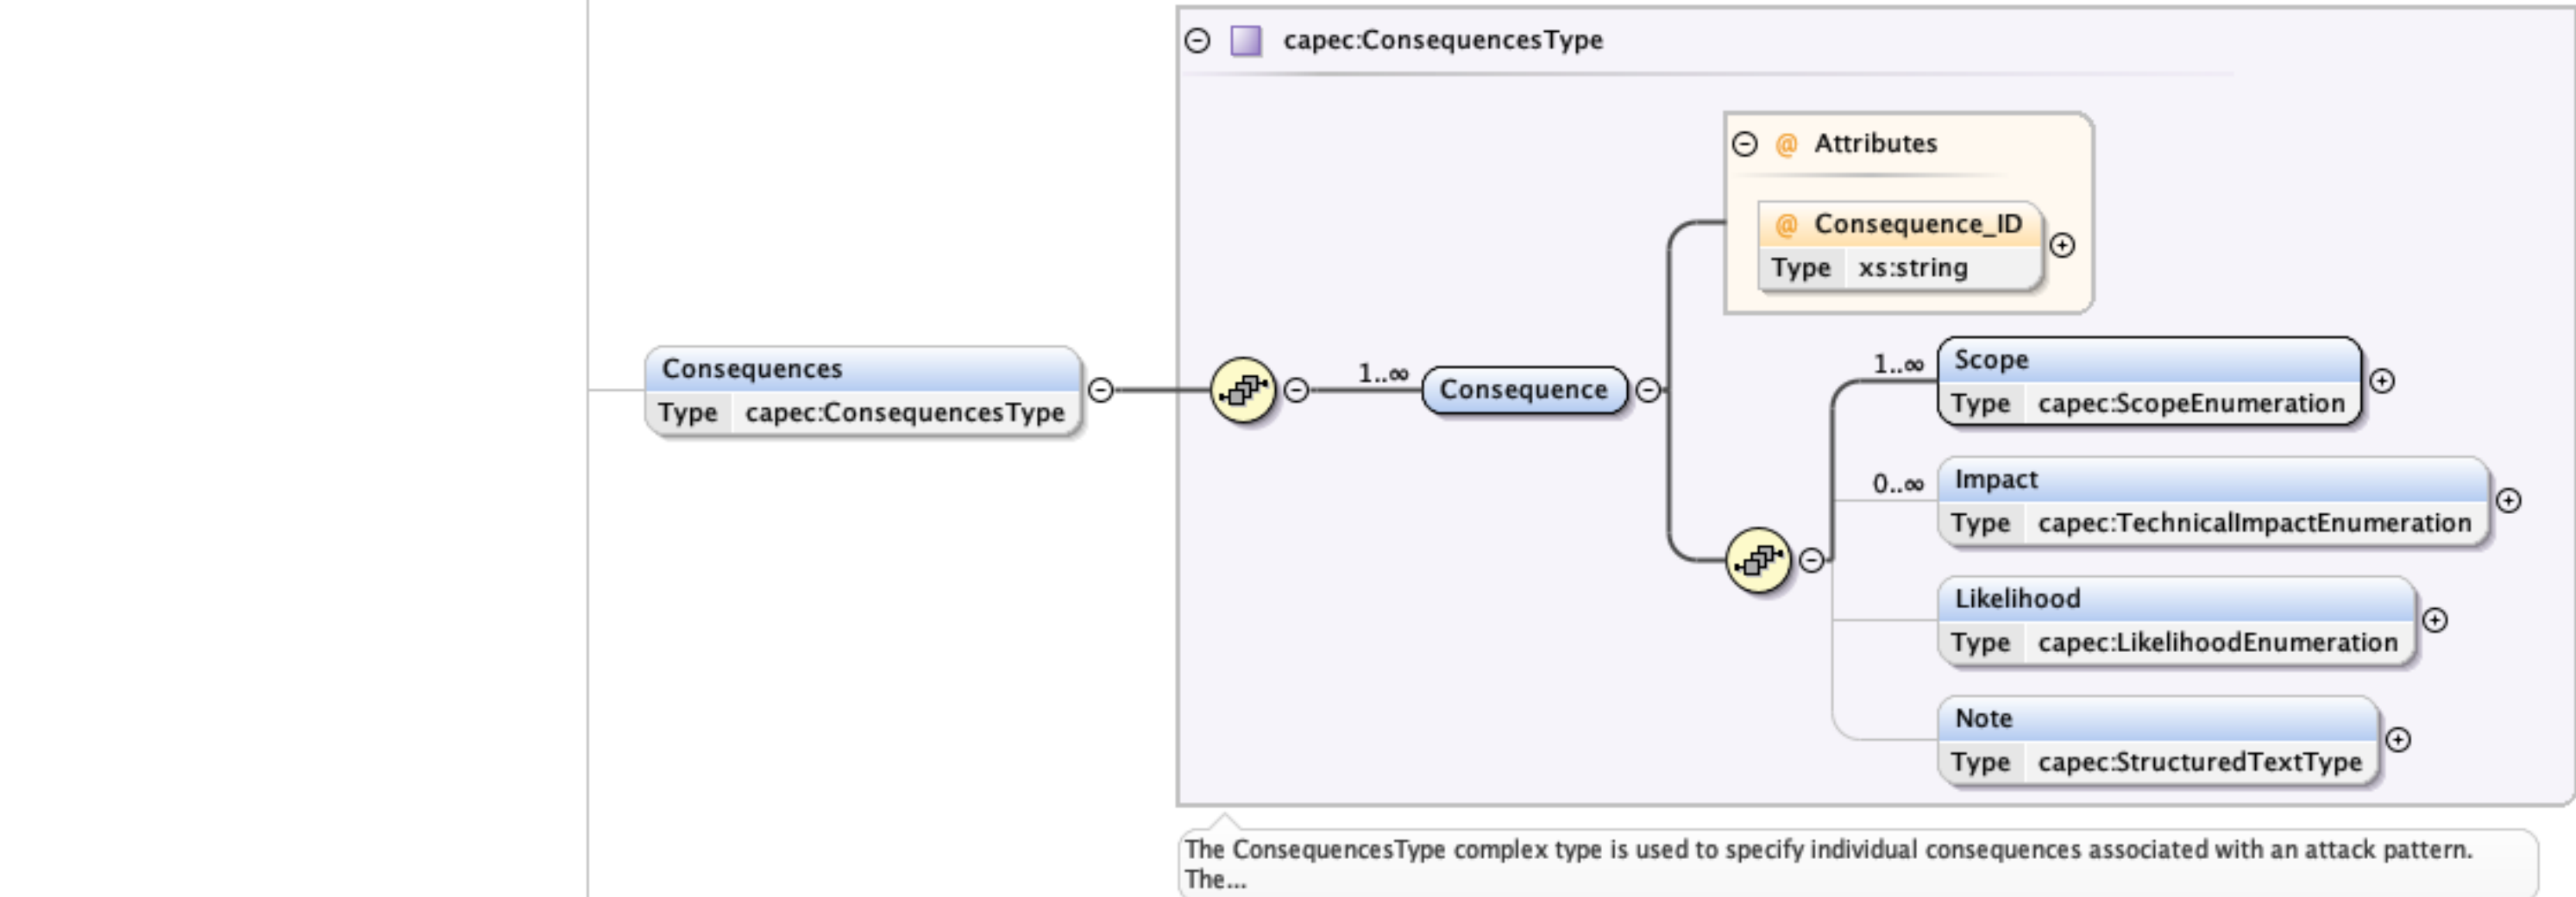 capec:ConsequencesType
@ Attributes
@ Consequence_ID
Type xs:string
Consequences
Type capec:ConsequencesType
1..∞
Consequence
1..∞
Scope
Type capec:ScopeEnumeration
0..∞
Impact
Type capec:TechnicalImpactEnumeration
Likelihood
Type capec:LikelihoodEnumeration
Note
Type capec:StructuredTextType
The ConsequencesType complex type is used to specify individual consequences associated with an attack pattern.
The...